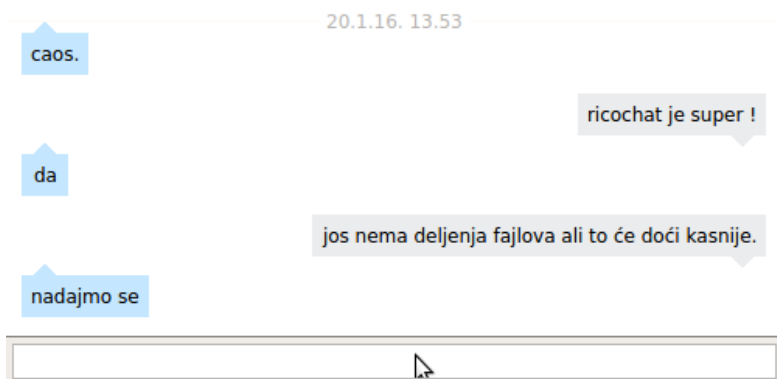 20.1.16. 13.53
caos.
ricochat je super !
da
jos nema deljenja fajlova ali to će doći kasnije.
nadajmo se